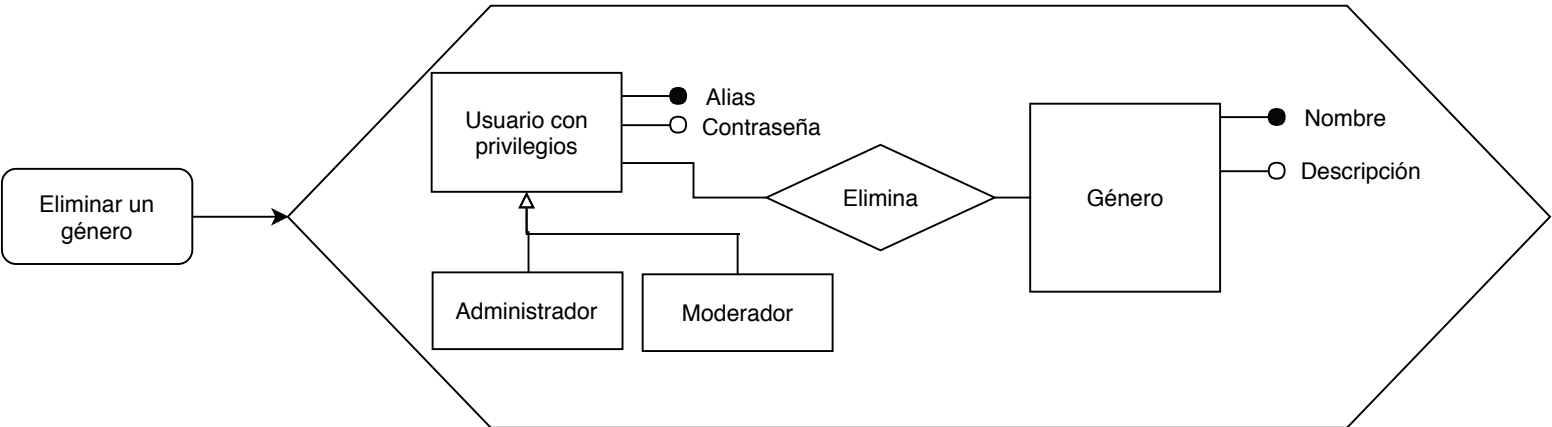 Eliminar un
género
Usuario con
privilegios
Alias
Contraseña
Administrador
Moderador
Elimina
Género
Nombre
Descripción